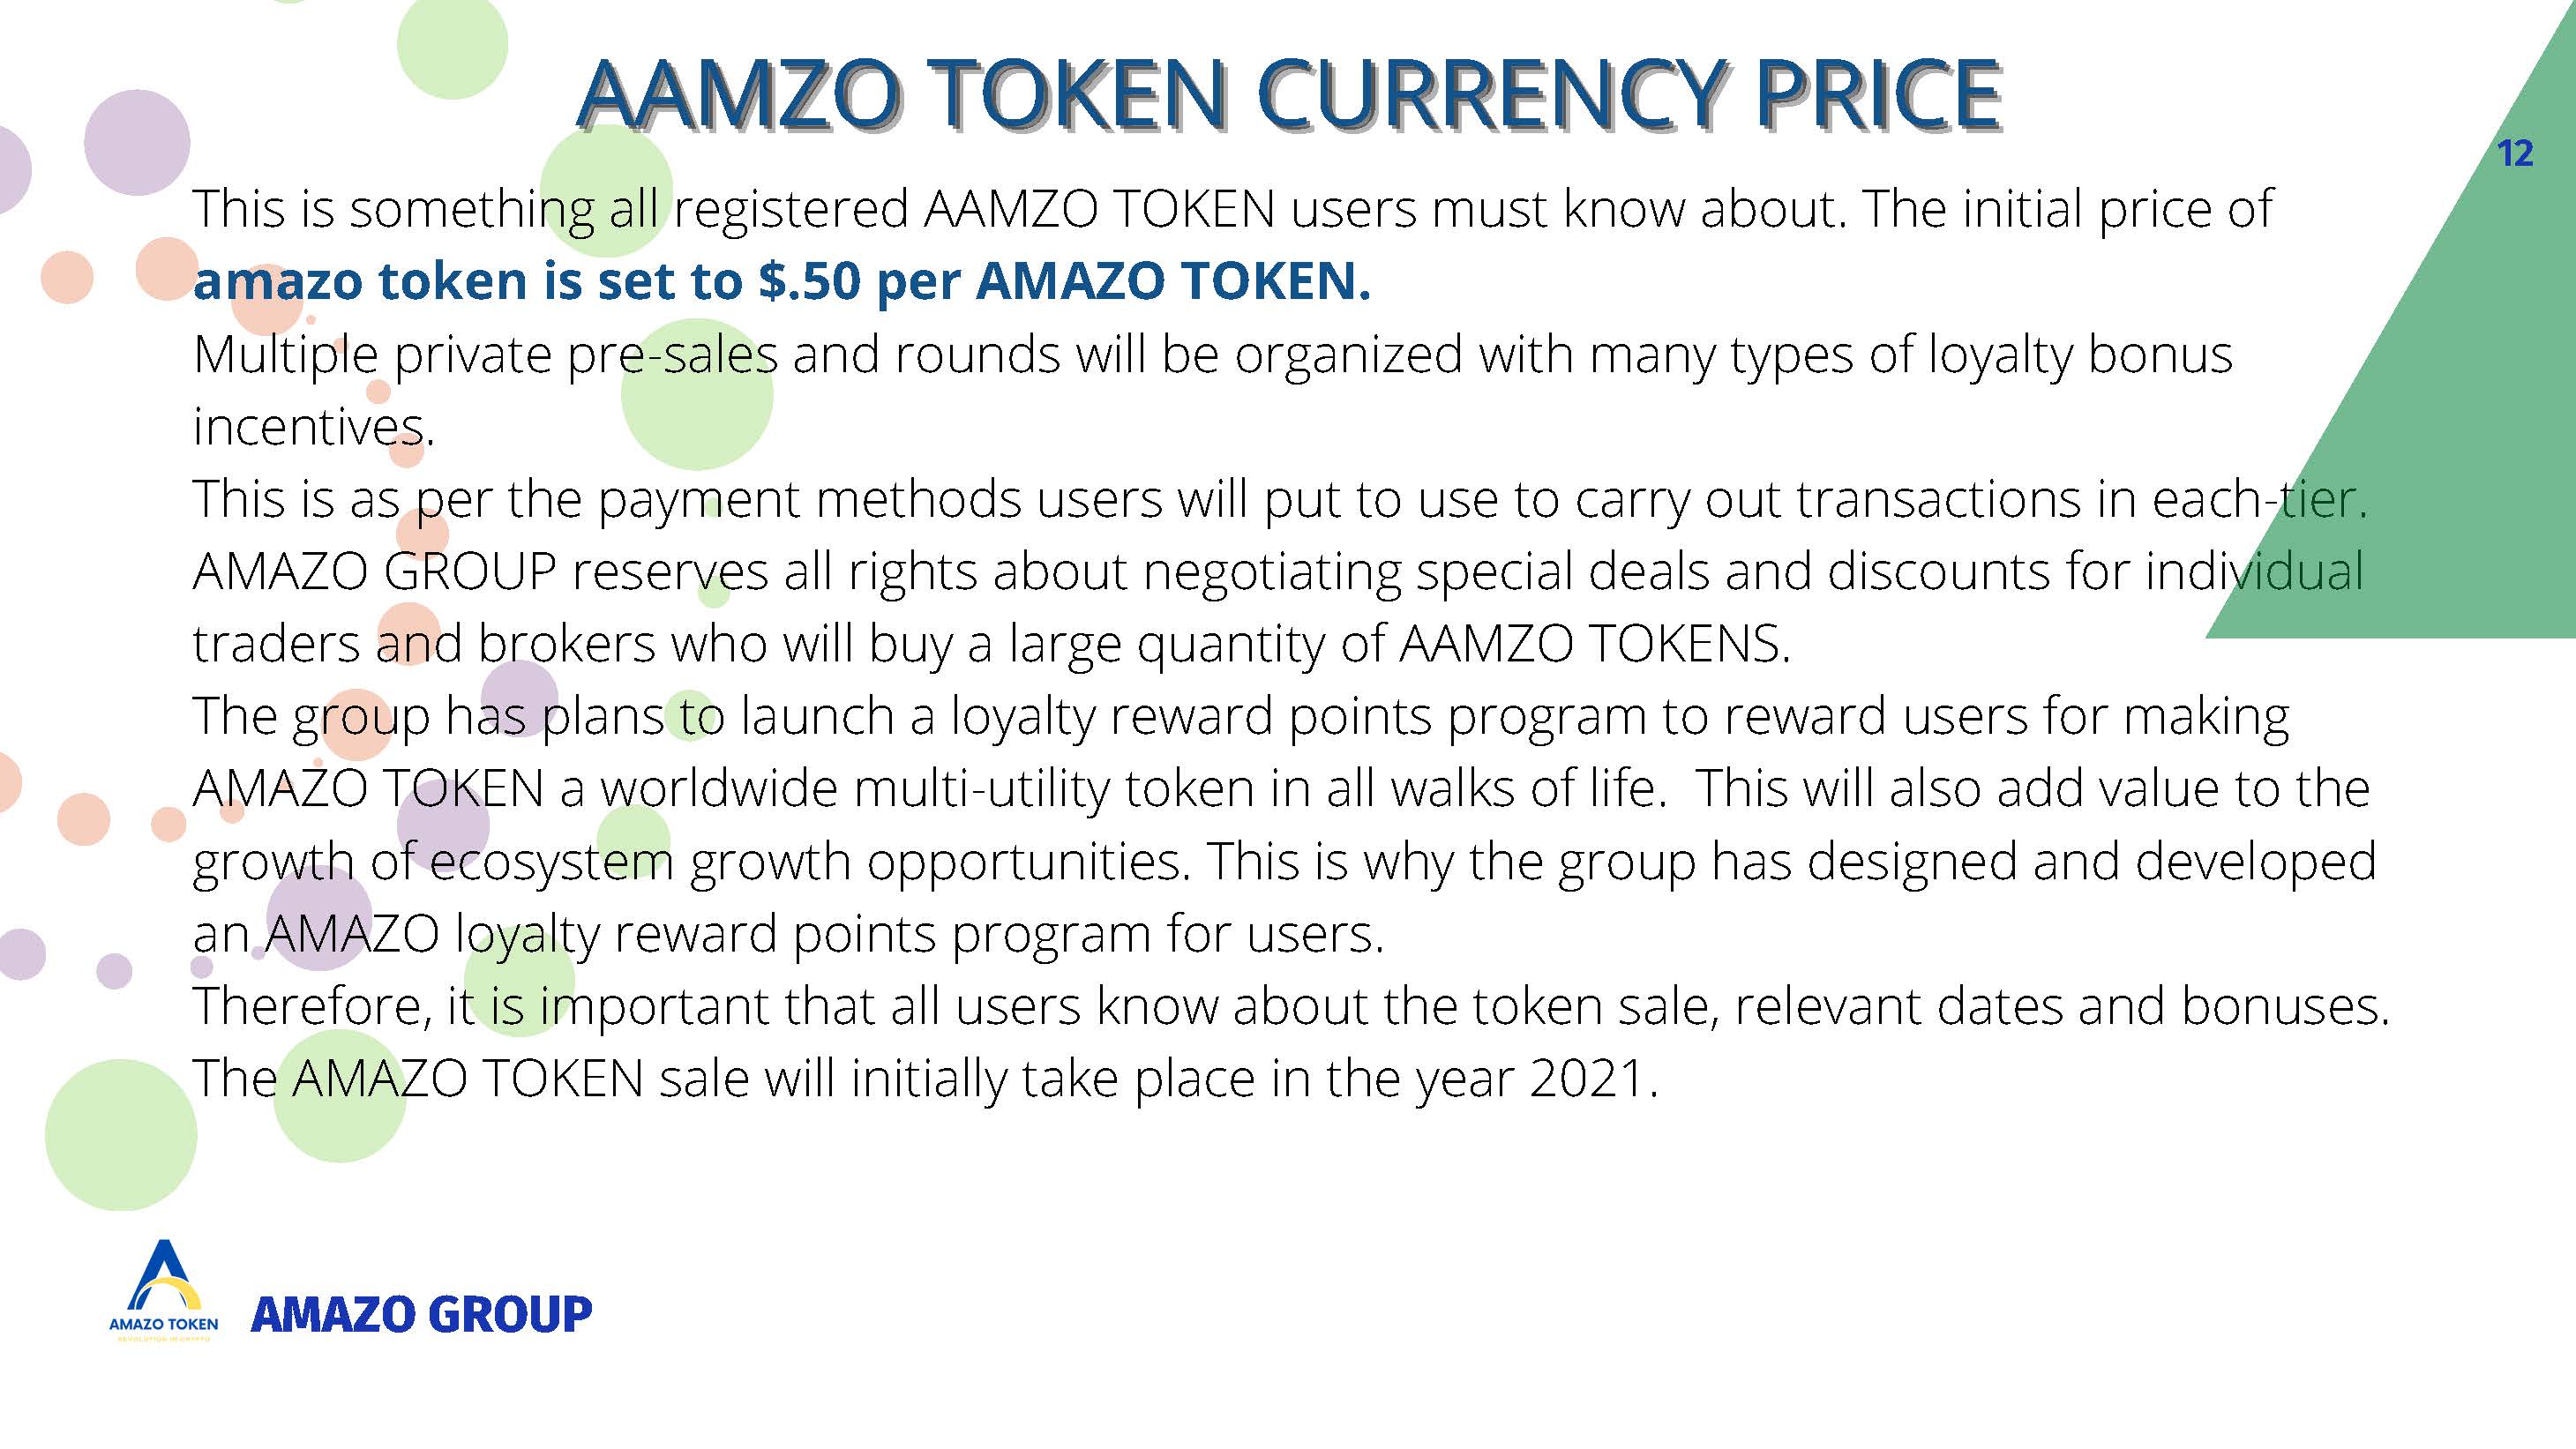 AAMZO TOKEN CURRENCY PRICE
12
This is something all registered AAMZO TOKEN users must know about. The initial price of
amazo token is set to $.50 per AMAZO TOKEN.
Multiple private pre-sales and rounds will be organized with many types of loyalty bonus
incentives.
This is as per the payment methods users will put to use to carry out transactions in each-tier.
AMAZO GROUP reserves all rights about negotiating special deals and discounts for individual
traders and brokers who will buy a large quantity of AAMZO TOKENS.
The group has plans to launch a loyalty reward points program to reward users for making
AMAZO TOKEN a worldwide multi-utility token in all walks of life. This will also add value to the
growth of ecosystem growth opportunities. This is why the group has designed and developed
an AMAZO loyalty reward points program for users.
Therefore, it is important that all users know about the token sale, relevant dates and bonuses.
The AMAZO TOKEN sale will initially take place in the year 2021.
AMAZO TOKEN
REVOLUTION OF CRYPTO
AMAZO GROUP